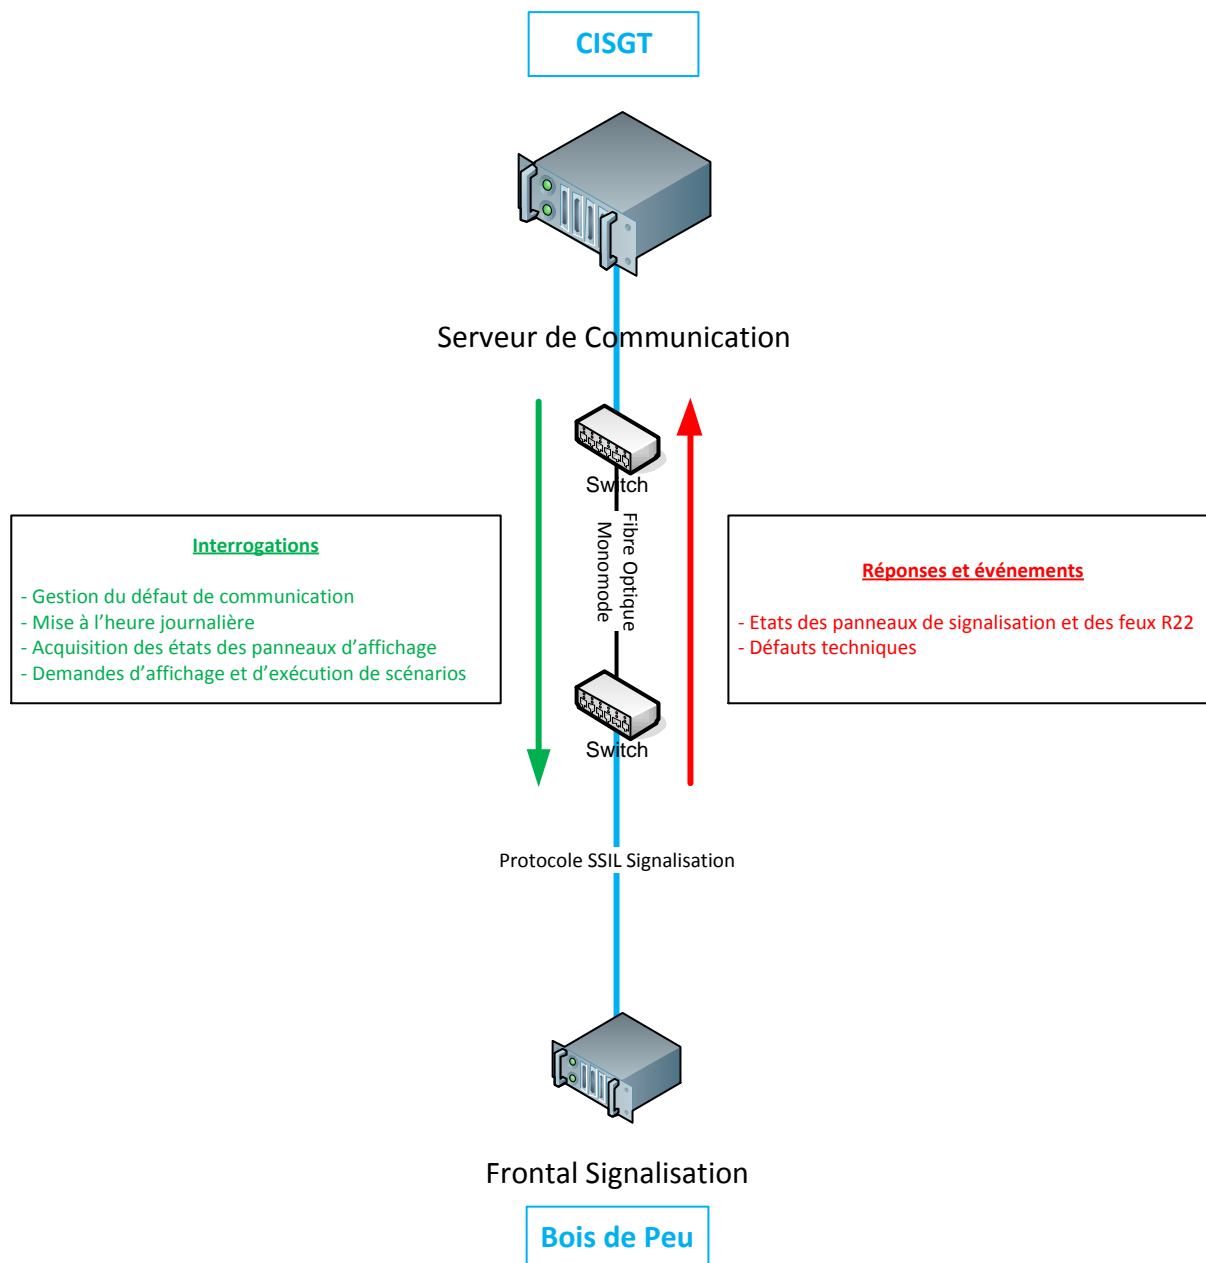 CISGT
Serveur de Communication
Switch
Fibre Optique
Monomode
Interrogations
- Gestion du défaut de communication
- Mise à l’heure journalière
- Acquisition des états des panneaux d’affichage
- Demandes d’affichage et d’exécution de scénarios
Réponses et événements
- Etats des panneaux de signalisation et des feux R22
- Défauts techniques
Switch
Protocole SSIL Signalisation
Frontal Signalisation
Bois de Peu